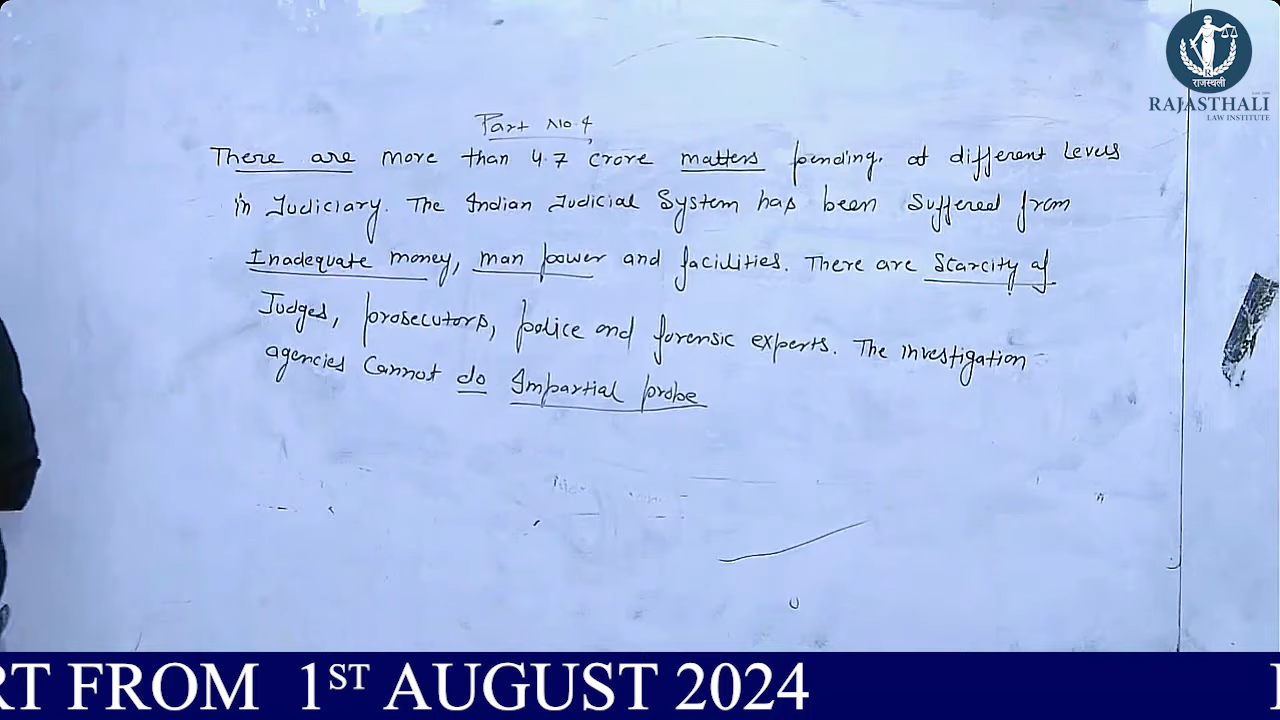 राजस्थली
RAJASTHALI
LAW INSTITUTE
Part No. 4
There are more than 4.7 crore matters pending. at different Levels
in Judiciary. The Indian Judicial System has been Suffered from
Inadequate money, man power and facilities. There are Starcity of
Judges, prosecutors, police and forensic experts. The investigation
agencies Cannot do Impartial probe
RT FROM 1ST AUGUST 2024